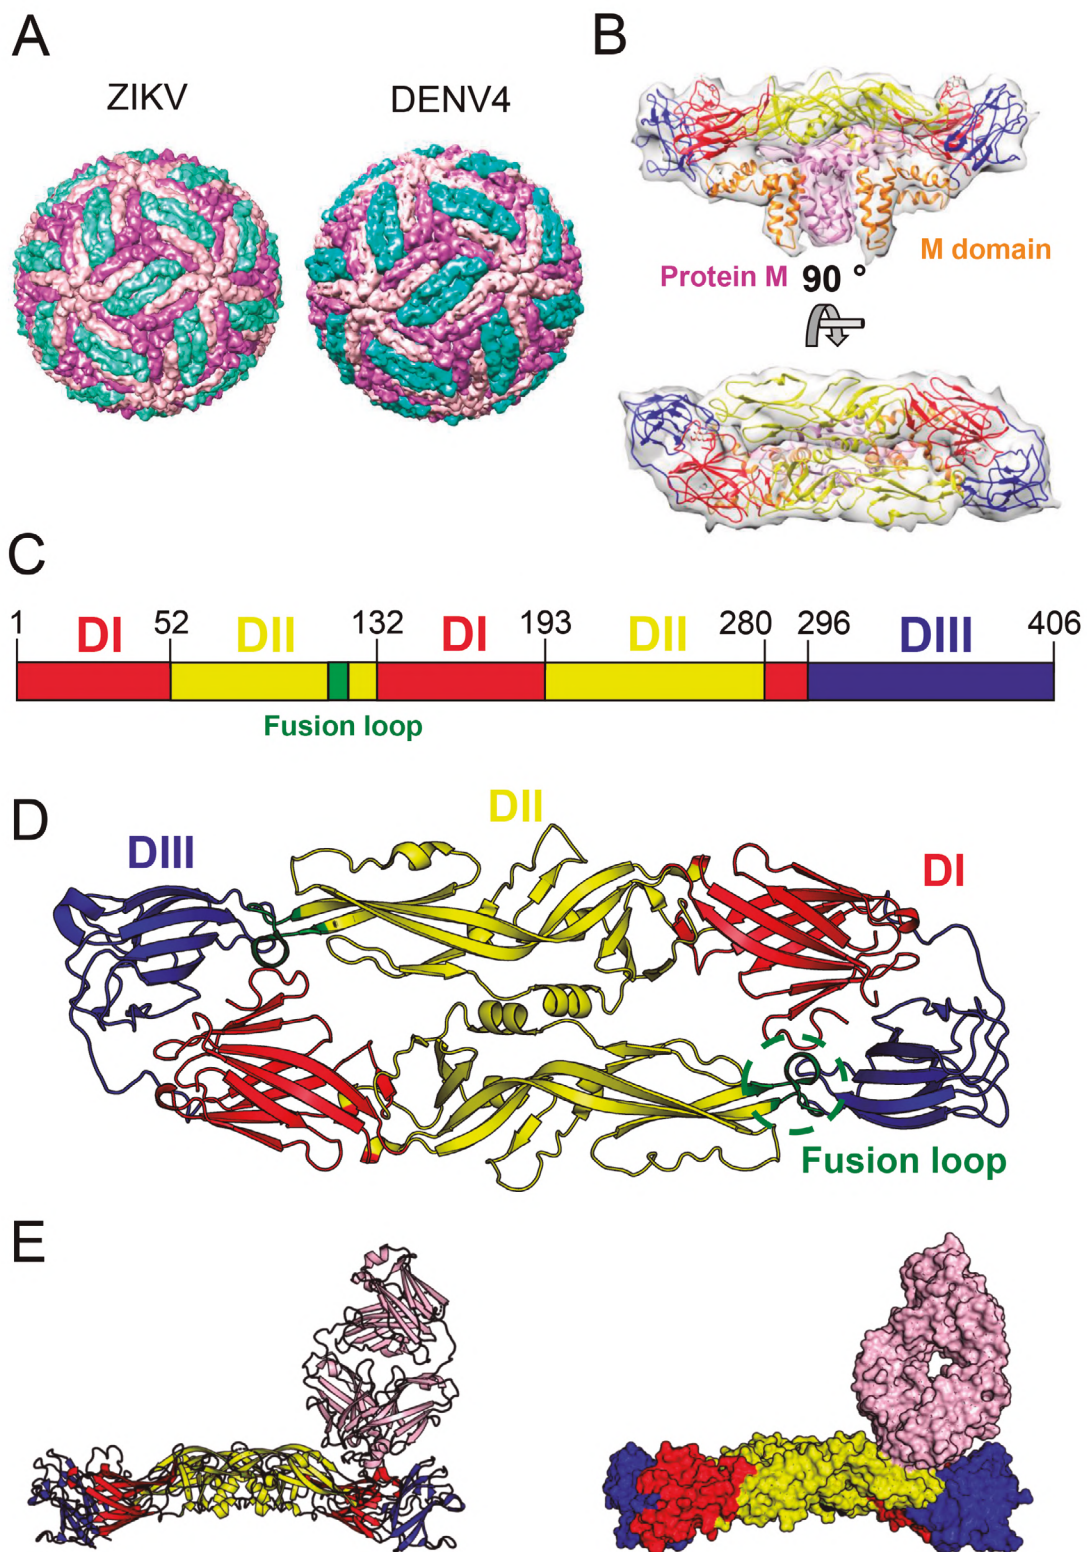 A
ZIKV
DENV4
B
M domain
Protein M
90 °
C
1 DI 52 DII 132 DI 193 DII 280 296 DIII 406
Fusion loop
D
DII
DIII
DI
Fusion loop
E